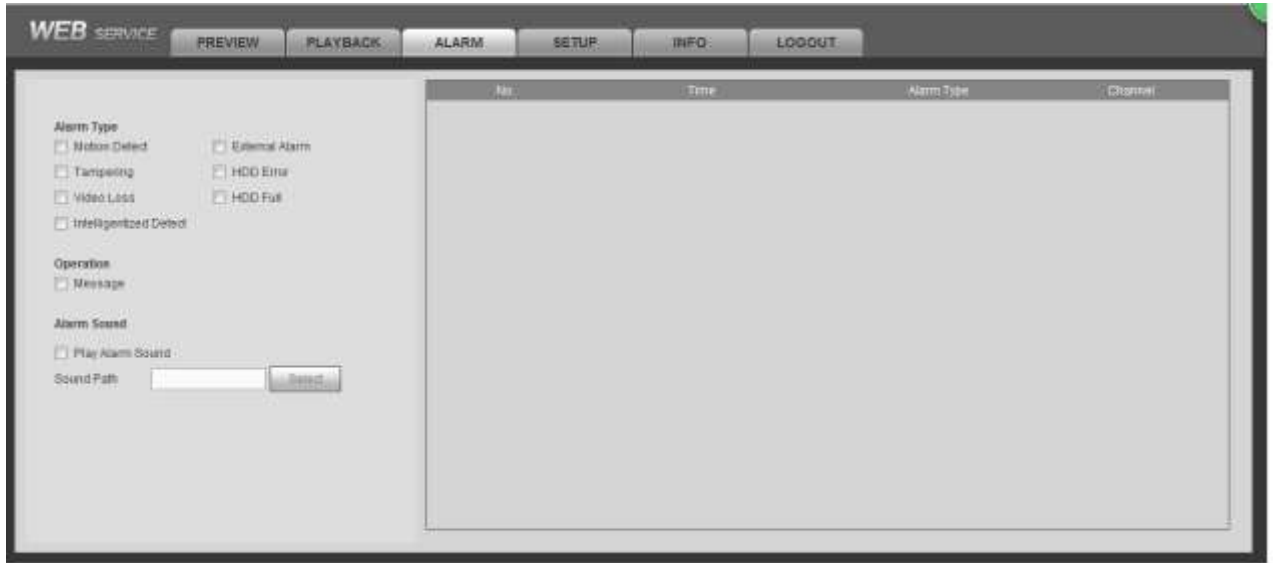 WEB SERVICE
PREVIEW PLAYBACK ALARM SETUP INFO LOGOUT
No. Time Alarm Type Channel
Alarm Type
Motion Detect External Alarm
Tampering HDD Error
Video Loss HDD Full
Intelligentized Detect
Operation
Message
Alarm Sound
Play Alarm Sound
Sound Path Select